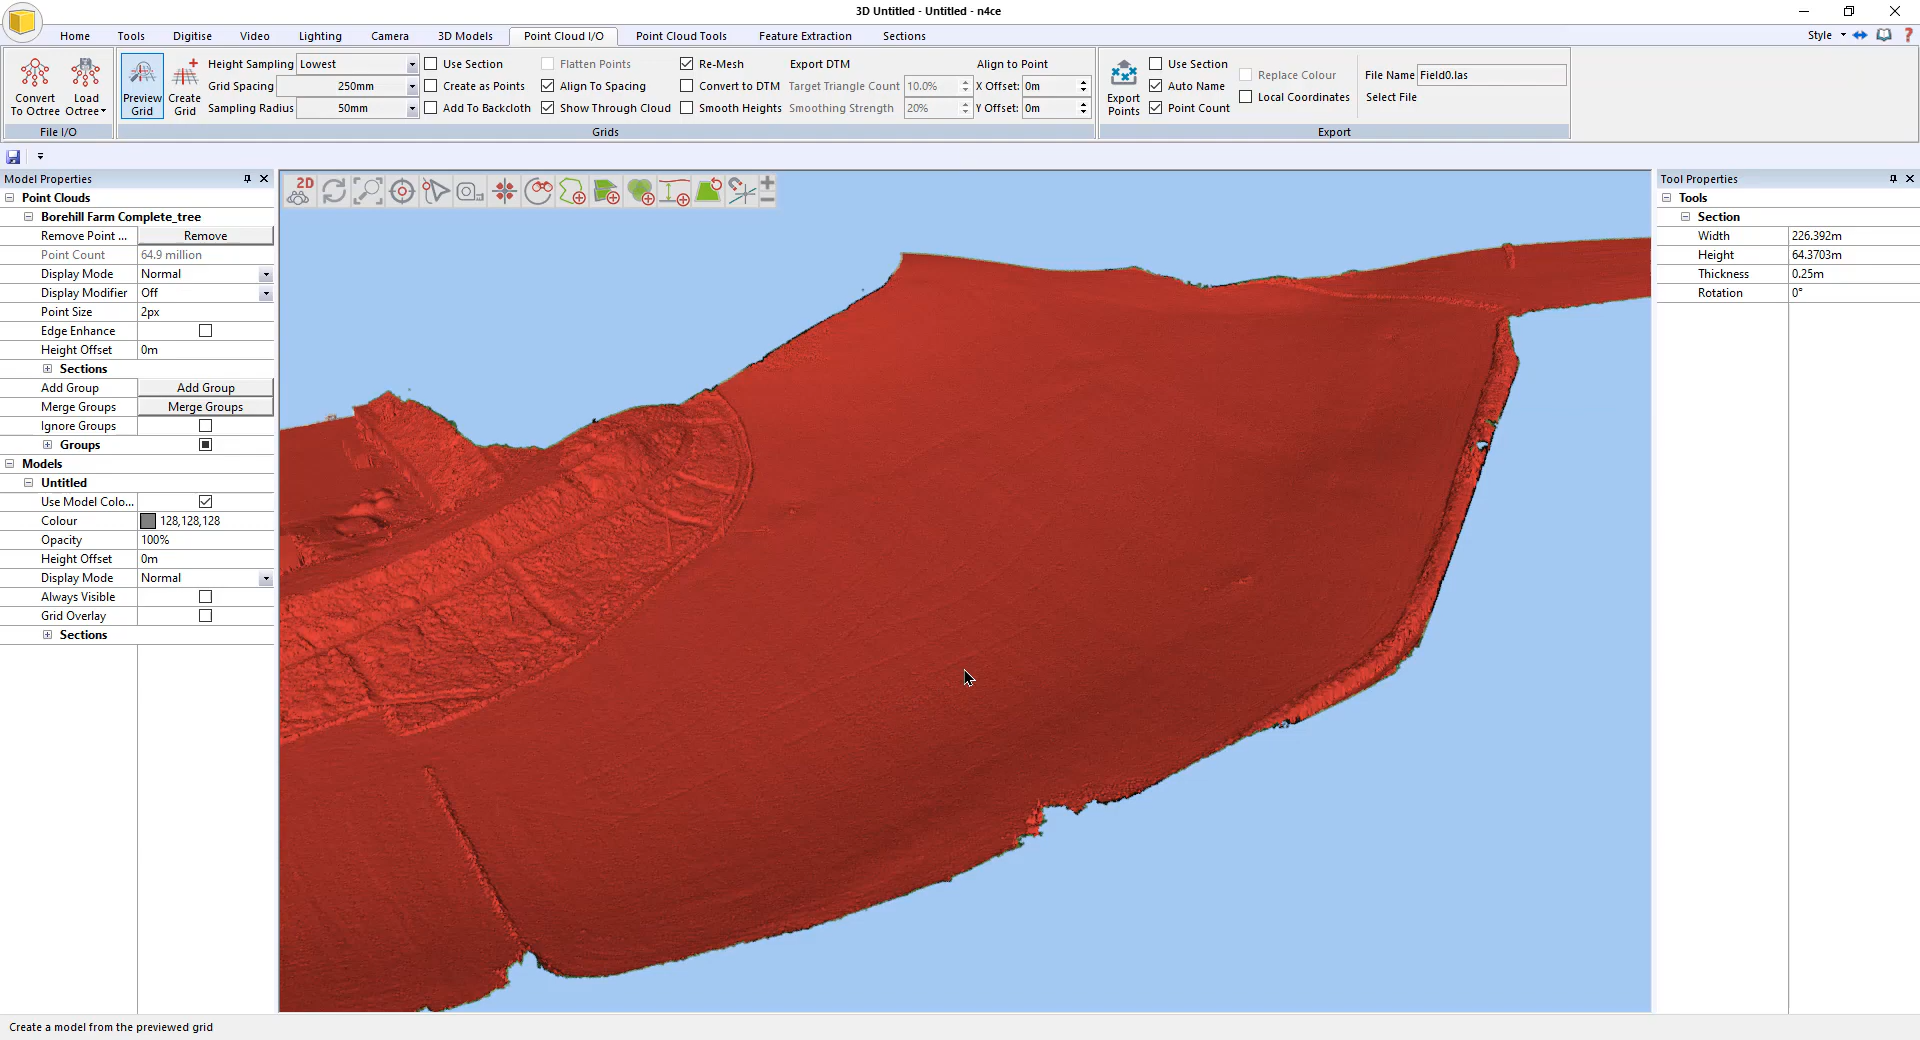 3D Untitled - Untitled - n4ce
Home Tools Digitise Video Lighting Camera 3D Models Point Cloud I/O Point Cloud Tools Feature Extraction Sections Style
Convert To Octree
Load Octree
File I/O
Preview Grid
Create Grid
Height Sampling Lowest
Grid Spacing 250mm
Sampling Radius 50mm
Use Section
Create as Points
Add To Backcloth
Flatten Points
Align To Spacing
Show Through Cloud
Re-Mesh
Convert to DTM
Smooth Heights
Export DTM
Target Triangle Count 10.0%
Smoothing Strength 20%
Align to Point
X Offset: 0m
Y Offset: 0m
Grids
Export Points
Use Section
Auto Name
Point Count
Replace Colour
Local Coordinates
File Name Field0.las
Select File
Export
Model Properties
Point Clouds
Borehill Farm Complete_tree
Remove Point ... Remove
Point Count 64.9 million
Display Mode Normal
Display Modifier Off
Point Size 2px
Edge Enhance
Height Offset 0m
Sections
Add Group Add Group
Merge Groups Merge Groups
Ignore Groups
Groups
Models
Untitled
Use Model Colo...
Colour 128,128,128
Opacity 100%
Height Offset 0m
Display Mode Normal
Always Visible
Grid Overlay
Sections
2D
Tool Properties
Tools
Section
Width 226.392m
Height 64.3703m
Thickness 0.25m
Rotation 0°
Create a model from the previewed grid